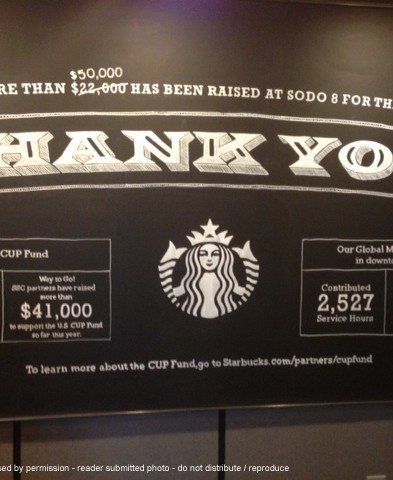 $50,000
RE THAN $22,000 HAS BEEN RAISED AT SODO 8 FOR TH
HANK YO
CUP Fund
Way to Go!
SSC partners have raised
more than
$41,000
to support the U.S CUP Fund
so far this year.
Our Global M
in downto
Contributed
2,527
Service Hours
To learn more about the CUP Fund,go to Starbucks.com/partners/cupfund
sed by permission - reader submitted photo - do not distribute / reproduce